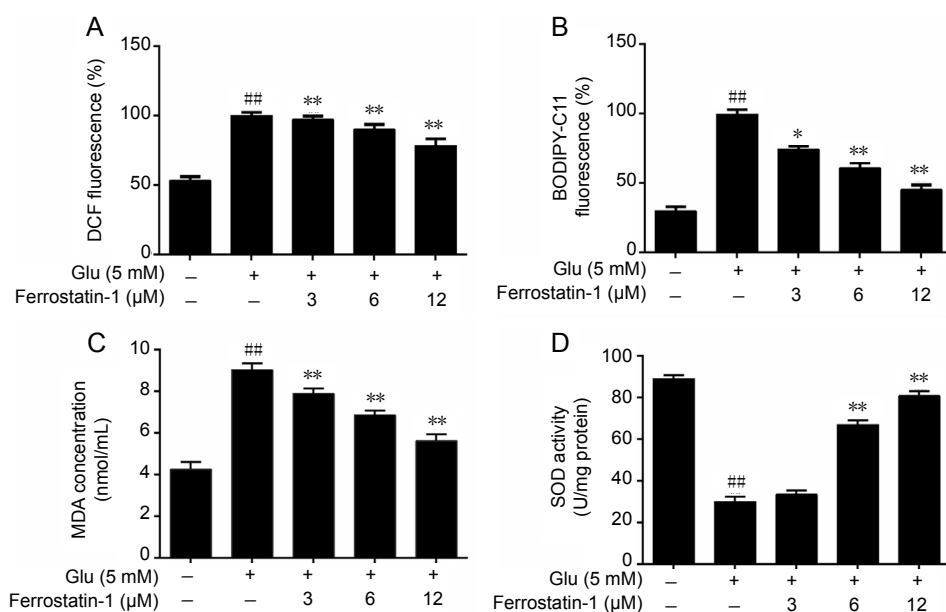 A
150
100
50
0
DCF fluorescence (%)
##
**
**
**
Glu (5 mM) – + + + +
Ferrostatin-1 (µM) – – 3 6 12
B
150
100
50
0
BODIPY-C11
fluorescence (%)
##
*
**
**
Glu (5 mM) – + + + +
Ferrostatin-1 (µM) – – 3 6 12
C
10
8
6
4
2
0
MDA concentration
(nmol/mL)
##
**
**
**
Glu (5 mM) – + + + +
Ferrostatin-1 (µM) – – 3 6 12
D
100
80
60
40
20
0
SOD activity
(U/mg protein)
##
**
**
Glu (5 mM) – + + + +
Ferrostatin-1 (µM) – – 3 6 12